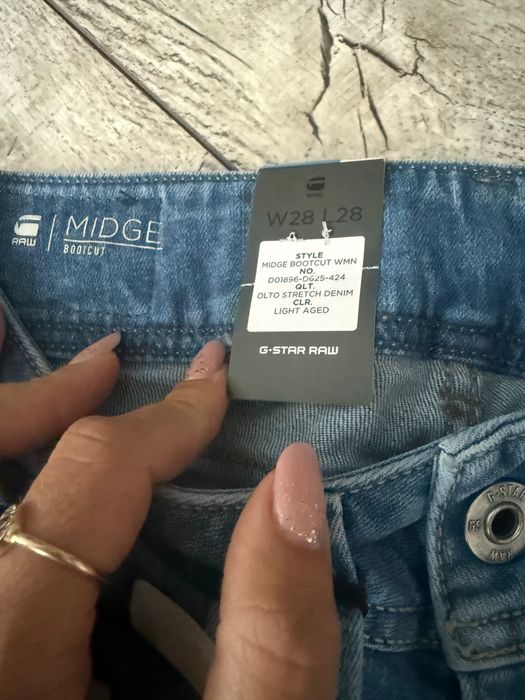 RAW
MIDGE
BOOTCUT
RAW
W28 L28
STYLE
MIDGE BOOTCUT WMN
NO.
D01896-D625-424
QLT.
OLTO STRETCH DENIM
CLR.
LIGHT AGED
G-STAR RAW
G-STAR
RAW